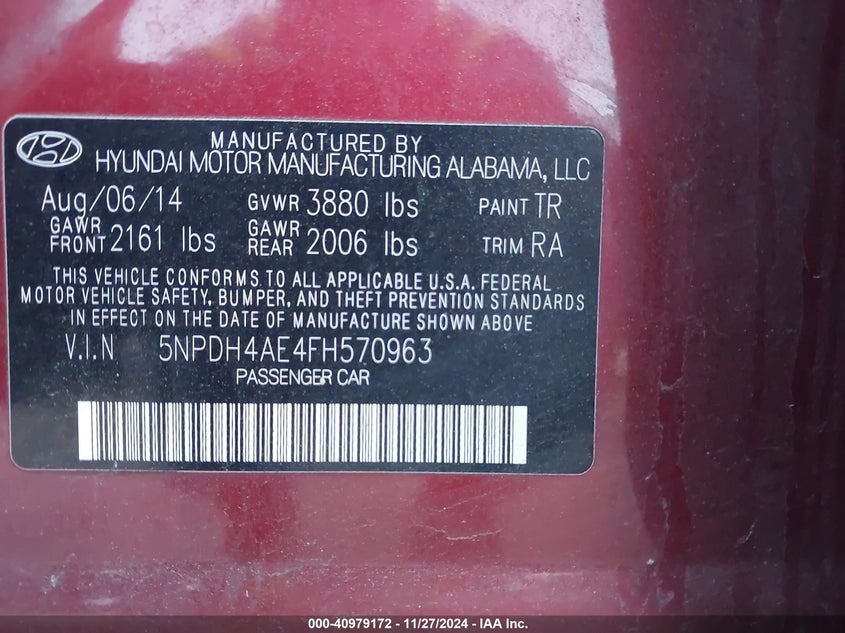 MANUFACTURED BY
HYUNDAI MOTOR MANUFACTURING ALABAMA, LLC
Aug/06/14 GVWR 3880 lbs PAINT TR
GAWR FRONT 2161 lbs GAWR REAR 2006 lbs TRIM RA
THIS VEHICLE CONFORMS TO ALL APPLICABLE U.S.A. FEDERAL
MOTOR VEHICLE SAFETY, BUMPER, AND THEFT PREVENTION STANDARDS
IN EFFECT ON THE DATE OF MANUFACTURE SHOWN ABOVE
V.I.N 5NPDH4AE4FH570963
PASSENGER CAR
000-40979172 - 11/27/2024 - IAA Inc.